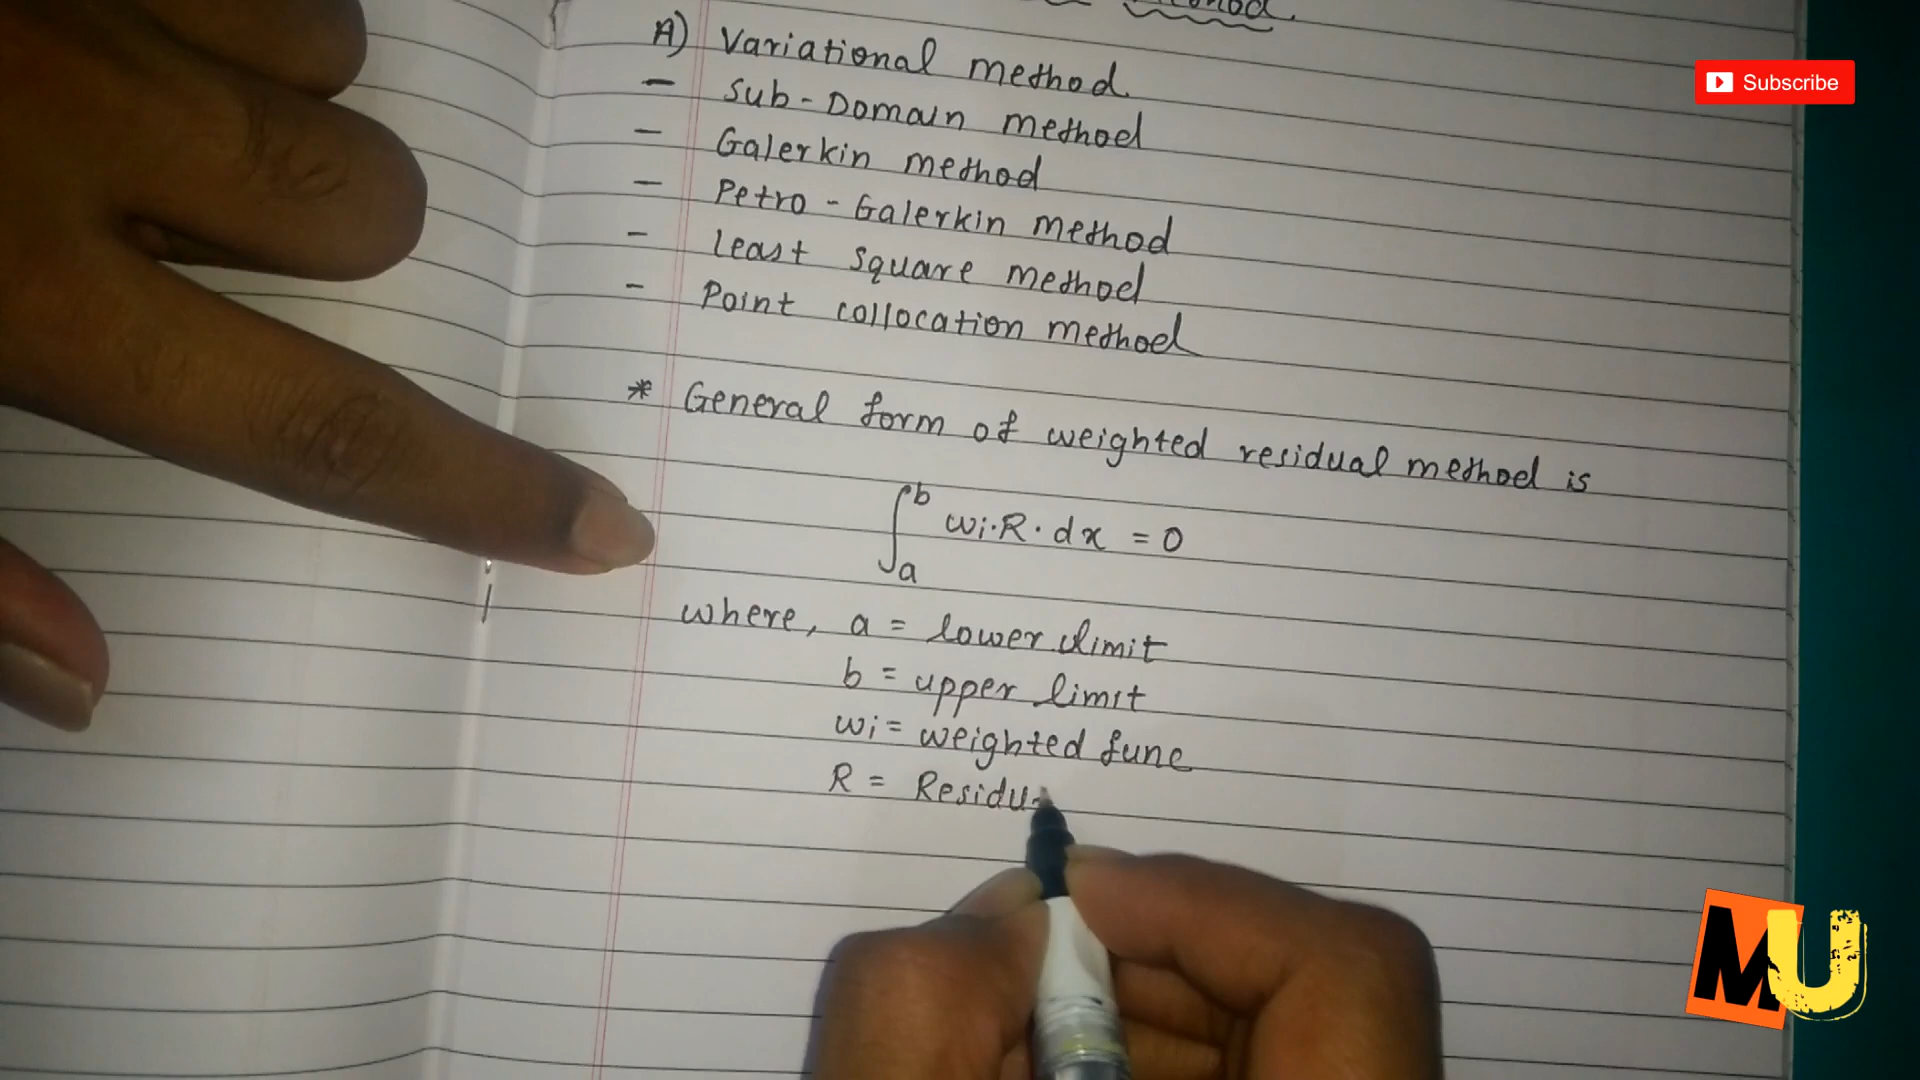 A) Variational method.
- Sub-Domain method
- Galerkin method
- Petro-Galerkin method
- Least square method
- Point collocation method
* General form of weighted residual method is
∫ₐᵇ wi·R·dx = 0
where, a = lower limit
b = upper limit
wi = weighted func
R = Residu
Subscribe
MU